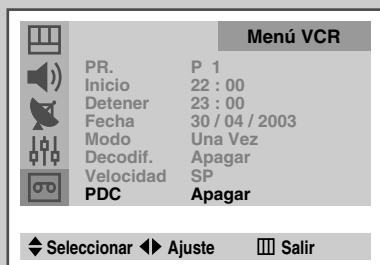 Menú VCR
PR. P 1
Inicio 22 : 00
Detener 23 : 00
Fecha 30 / 04 / 2003
Modo Una Vez
Decodif. Apagar
Velocidad SP
PDC Apagar
Seleccionar Ajuste Salir